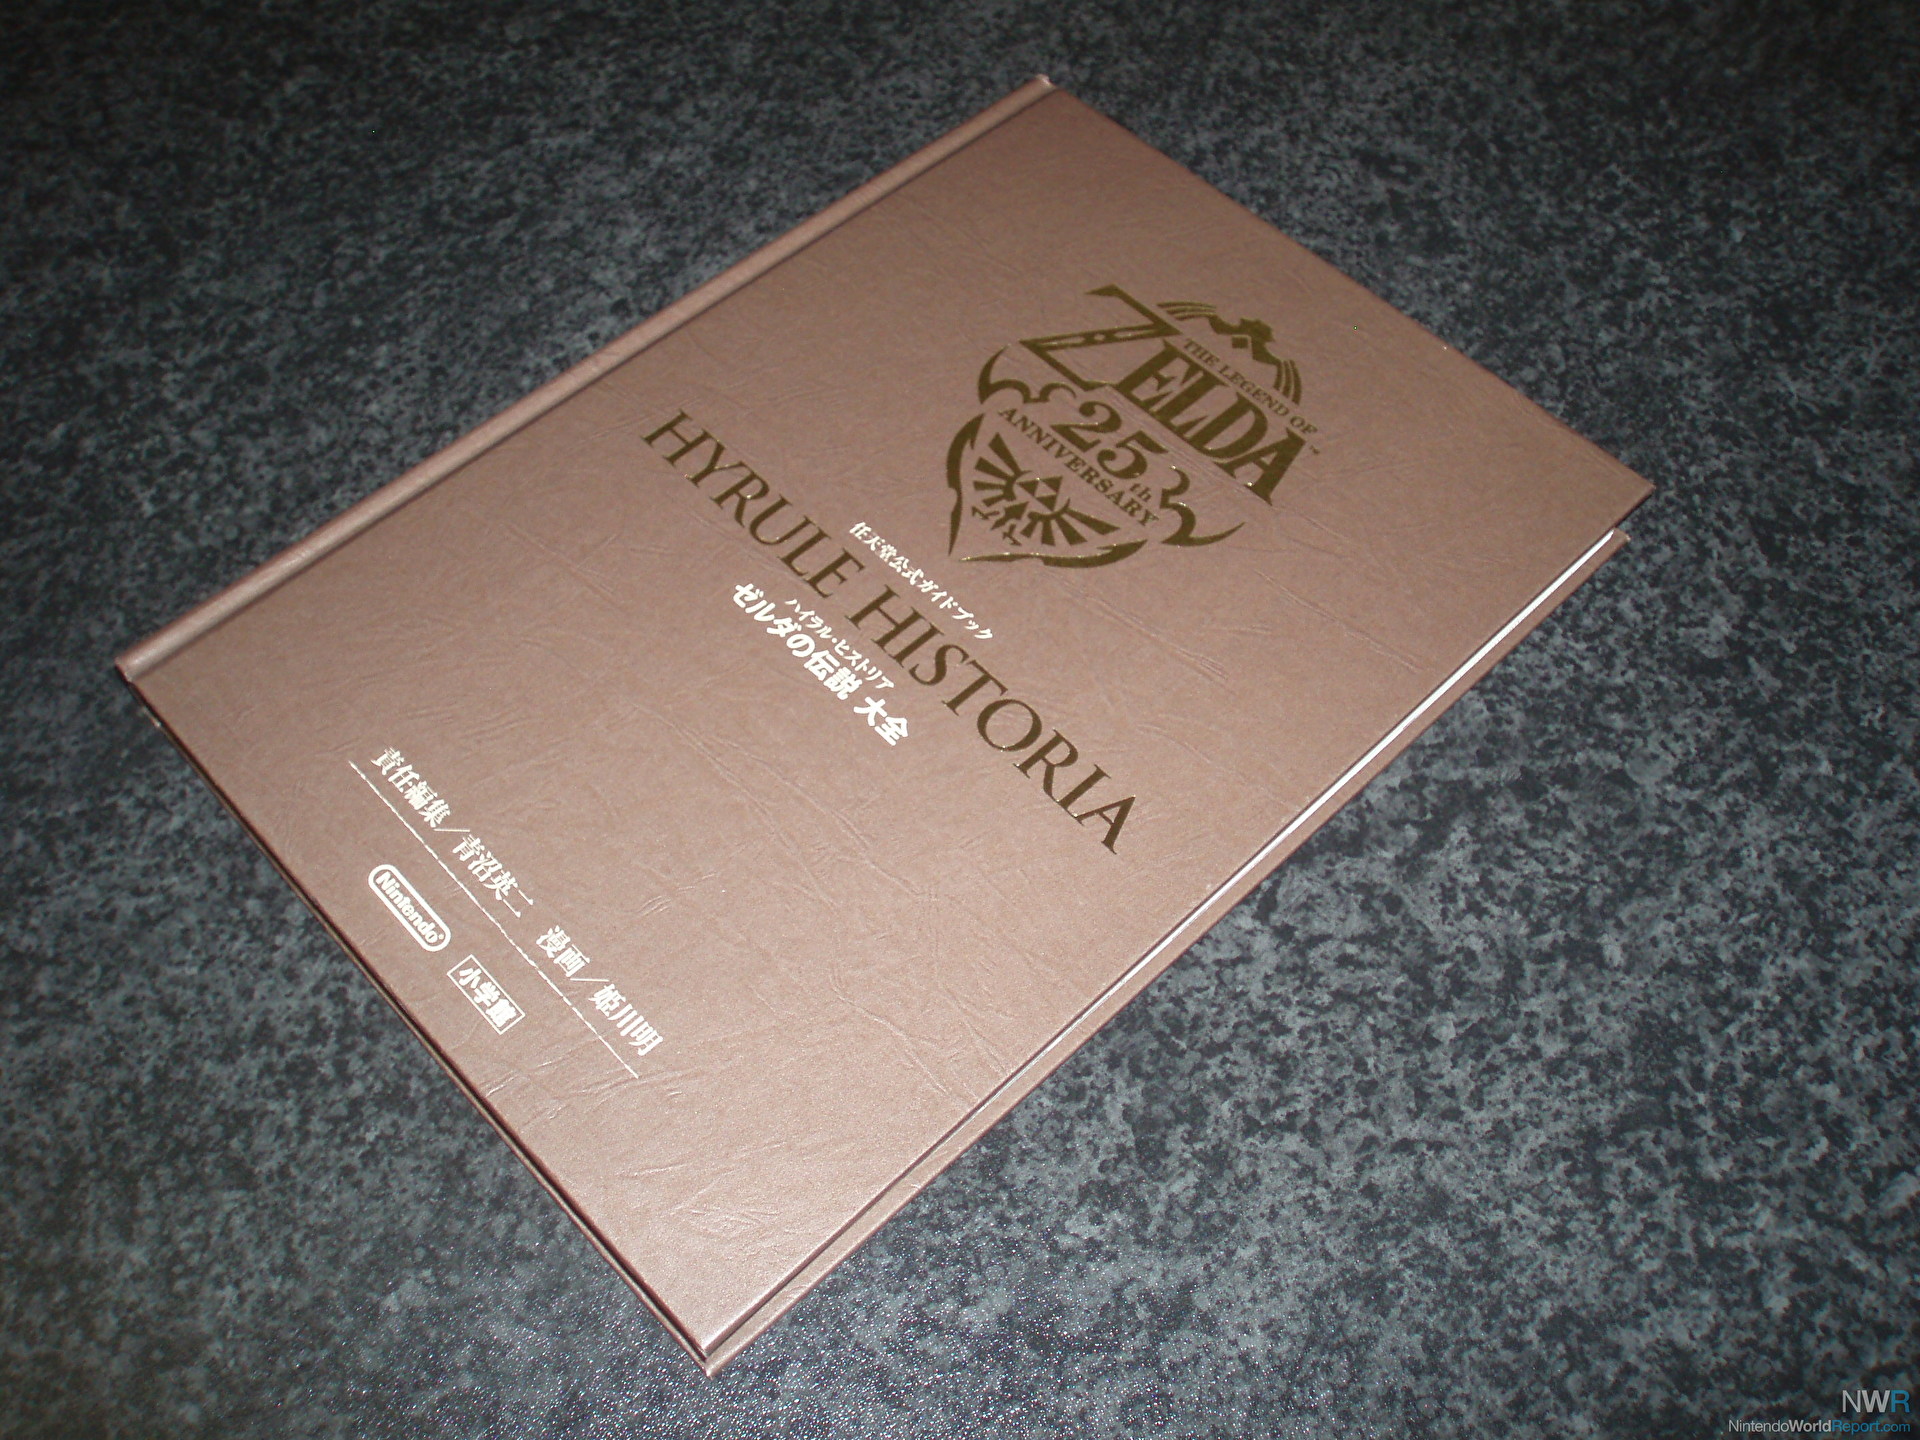 THE LEGEND OF
ZELDA™
25th
ANNIVERSARY
任天堂公式ガイドブック
HYRULE HISTORIA
ハイラル・ヒストリア
ゼルダの伝説 大全
責任編集/青沼英二 漫画/姫川明
Nintendo®
小学館
NWR
NintendoWorldReport.com